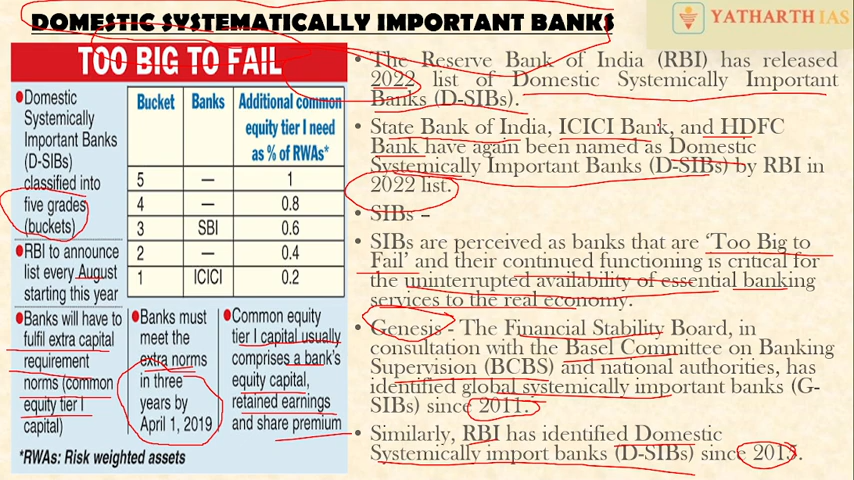 DOMESTIC SYSTEMATICALLY IMPORTANT BANKS
YATHARTH IAS
TOO BIG TO FAIL
Domestic
Systemically
Important Banks
(D-SIBs)
classified into
five grades
(buckets)
RBI to announce
list every August
starting this year
Bucket Banks Additional common
equity tier I need
as % of RWAs*
5 — 1
4 — 0.8
3 SBI 0.6
2 — 0.4
1 ICICI 0.2
Banks will have to
fulfil extra capital
requirement
norms (common
equity tier I
capital)
Banks must
meet the
extra norms
in three
years by
April 1, 2019
Common equity
tier I capital usually
comprises a bank's
equity capital,
retained earnings
and share premium
*RWAs: Risk weighted assets
• The Reserve Bank of India (RBI) has released
2022 list of Domestic Systemically Important
Banks (D-SIBs).
• State Bank of India, ICICI Bank, and HDFC
Bank have again been named as Domestic
Systemically Important Banks (D-SIBs) by RBI in
2022 list.
• SIBs –
• SIBs are perceived as banks that are 'Too Big to
Fail' and their continued functioning is critical for
the uninterrupted availability of essential banking
services to the real economy.
• Genesis - The Financial Stability Board, in
consultation with the Basel Committee on Banking
Supervision (BCBS) and national authorities, has
identified global systemically important banks (G-
SIBs) since 2011.
• Similarly, RBI has identified Domestic
Systemically import banks (D-SIBs) since